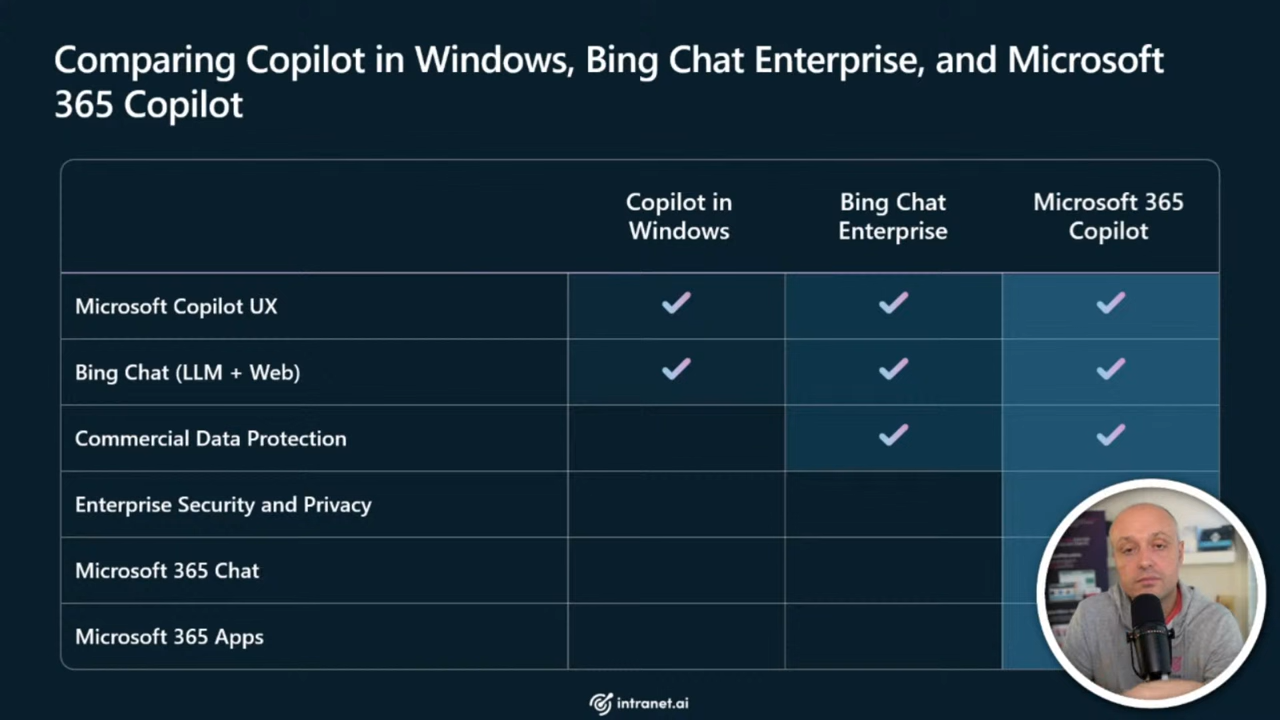 Comparing Copilot in Windows, Bing Chat Enterprise, and Microsoft
365 Copilot
Copilot in
Windows
Bing Chat
Enterprise
Microsoft 365
Copilot
Microsoft Copilot UX
Bing Chat (LLM + Web)
Commercial Data Protection
Enterprise Security and Privacy
Microsoft 365 Chat
Microsoft 365 Apps
intranet.ai